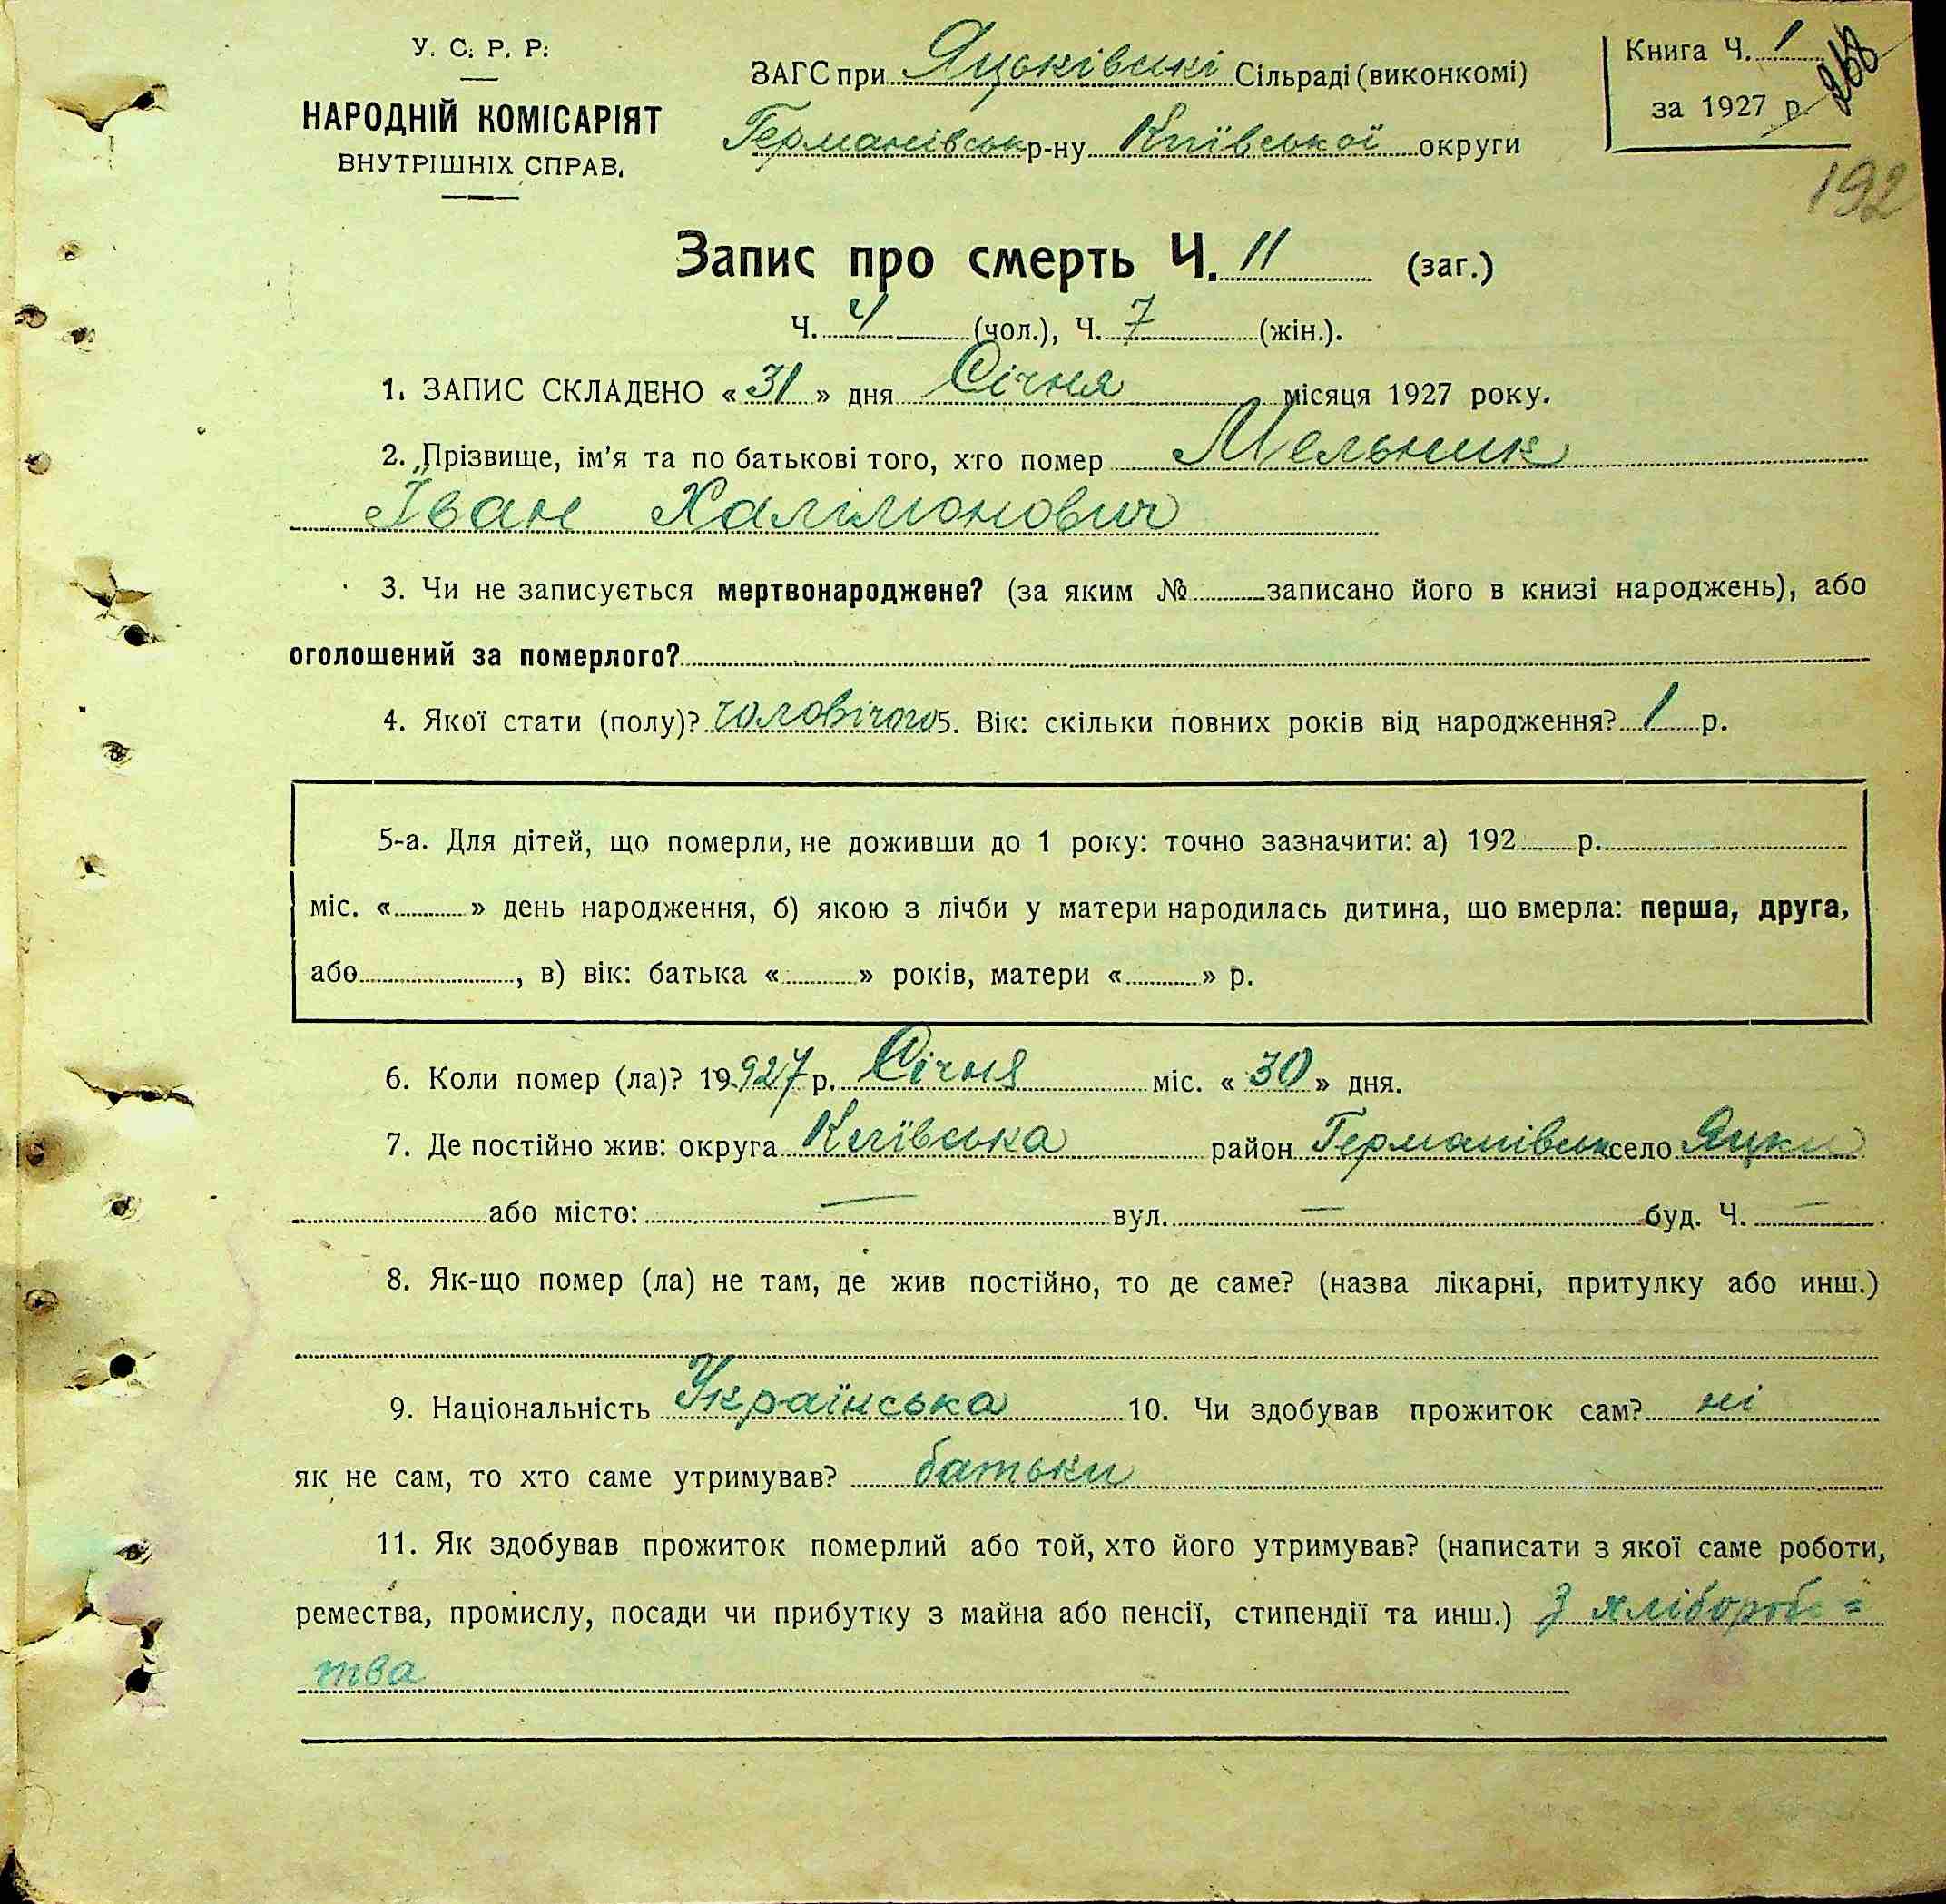 У. С. Р. Р.
НАРОДНІЙ КОМІСАРІЯТ
ВНУТРІШНІХ СПРАВ.
ЗАГС при Яцьківські Сільраді (виконкомі)
Германівськ р-ну Київської округи
Книга Ч. 1
за 1927 р.
268
192
Запис про смерть Ч. 11 (заг.)
Ч. 4 (чол.), Ч. 7 (жін.).
1. ЗАПИС СКЛАДЕНО « 31 » дня Січня місяця 1927 року.
2. Прізвище, ім'я та по батькові того, хто помер Мельник
Іван Халімонович
3. Чи не записується мертвонароджене? (за яким № записано його в книзі народжень), або
оголошений за померлого?
4. Якої стати (полу)? чоловічого 5. Вік: скільки повних років від народження? 1 р.
5-а. Для дітей, що померли, не доживши до 1 року: точно зазначити: а) 192 р.
міс. « » день народження, б) якою з лічби у матери народилась дитина, що вмерла: перша, друга,
або , в) вік: батька « » років, матери « » р.
6. Коли помер (ла)? 19 927 р. Січня міс. « 30 » дня.
7. Де постійно жив: округа Київська район Германівськ село Яцки
або місто: — вул. — буд. Ч. —
8. Як-що помер (ла) не там, де жив постійно, то де саме? (назва лікарні, притулку або инш.)
9. Національність Українська 10. Чи здобував прожиток сам? ні
як не сам, то хто саме утримував? батьки
11. Як здобував прожиток померлий або той, хто його утримував? (написати з якої саме роботи,
ремества, промислу, посади чи прибутку з майна або пенсії, стипендії та инш.) З хлібороб=
тва